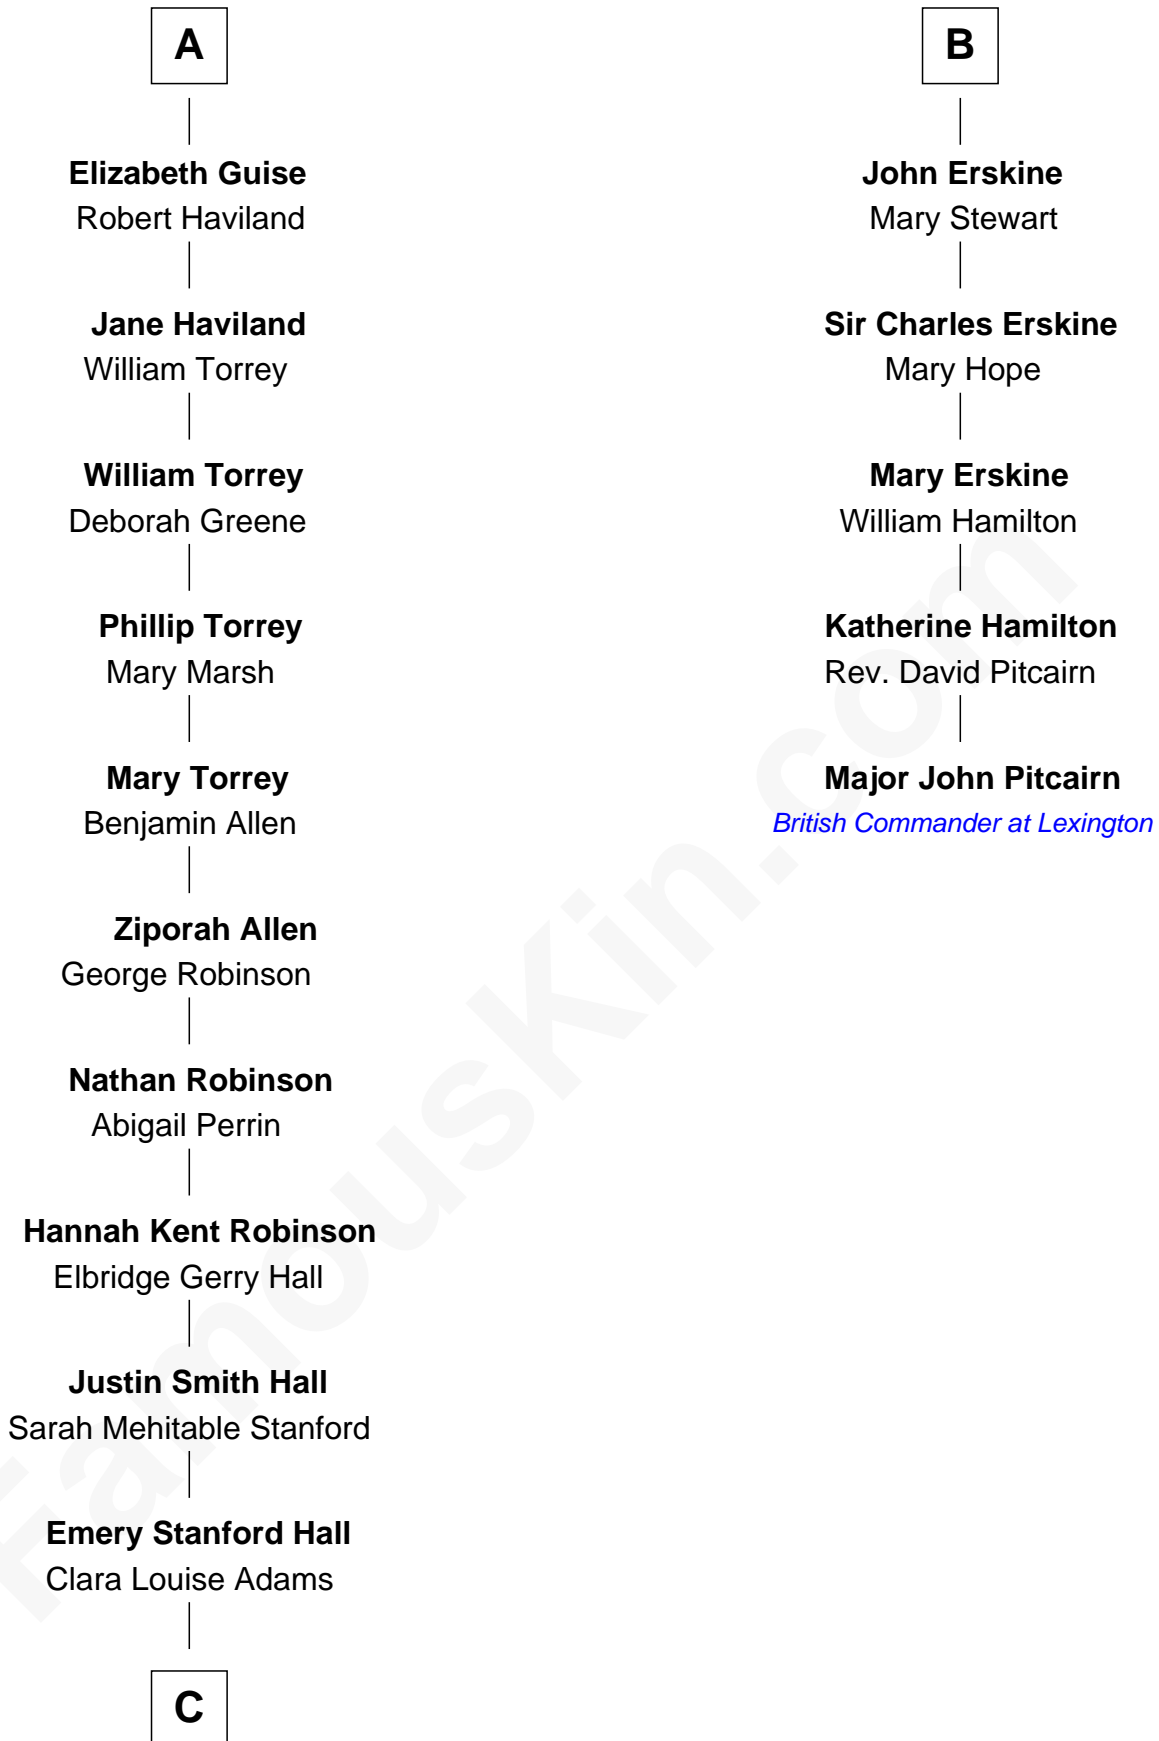 A
Elizabeth Guise
Robert Haviland
Jane Haviland
William Torrey
William Torrey
Deborah Greene
Phillip Torrey
Mary Marsh
Mary Torrey
Benjamin Allen
Ziporah Allen
George Robinson
Nathan Robinson
Abigail Perrin
Hannah Kent Robinson
Elbridge Gerry Hall
Justin Smith Hall
Sarah Mehitable Stanford
Emery Stanford Hall
Clara Louise Adams
C
B
John Erskine
Mary Stewart
Sir Charles Erskine
Mary Hope
Mary Erskine
William Hamilton
Katherine Hamilton
Rev. David Pitcairn
Major John Pitcairn
British Commander at Lexington
FamousKin.com